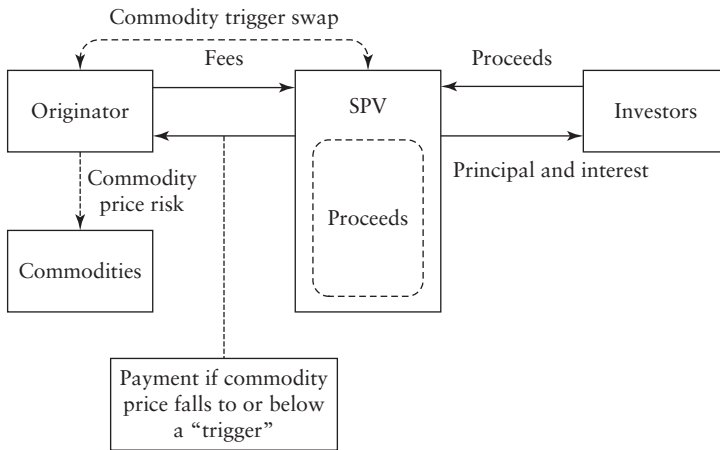 Commodity trigger swap
Fees
Proceeds
Originator
SPV
Investors
Principal and interest
Commodity
price risk
Proceeds
Commodities
Payment if commodity
price falls to or below
a “trigger”